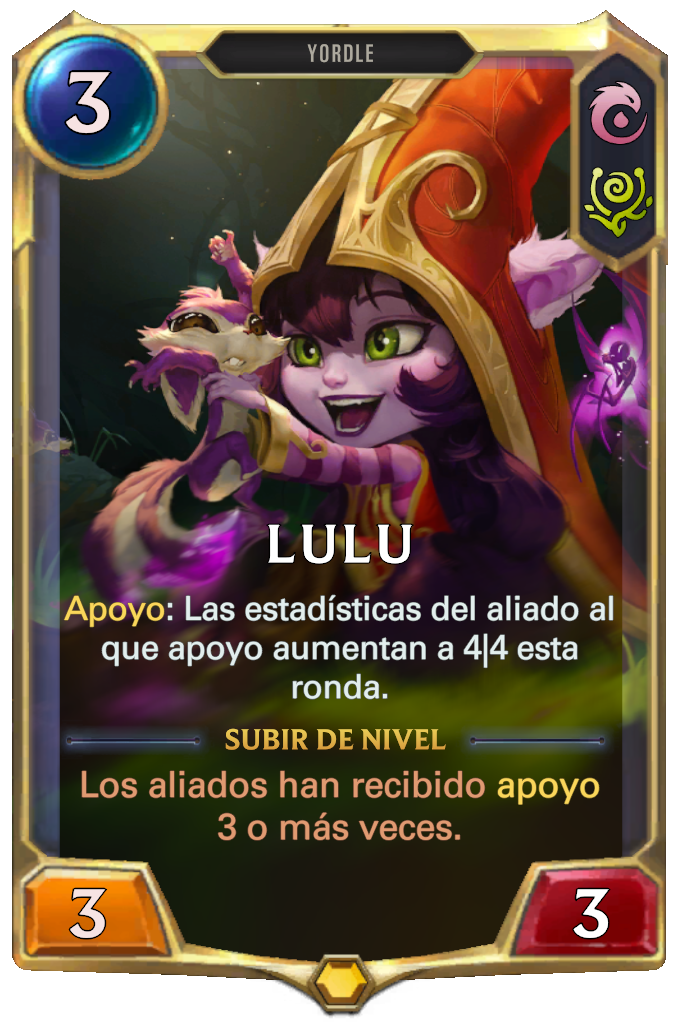 3
YORDLE
LULU
Apoyo: Las estadísticas del aliado al
que apoyo aumentan a 4|4 esta
ronda.
SUBIR DE NIVEL
Los aliados han recibido apoyo
3 o más veces.
3
3